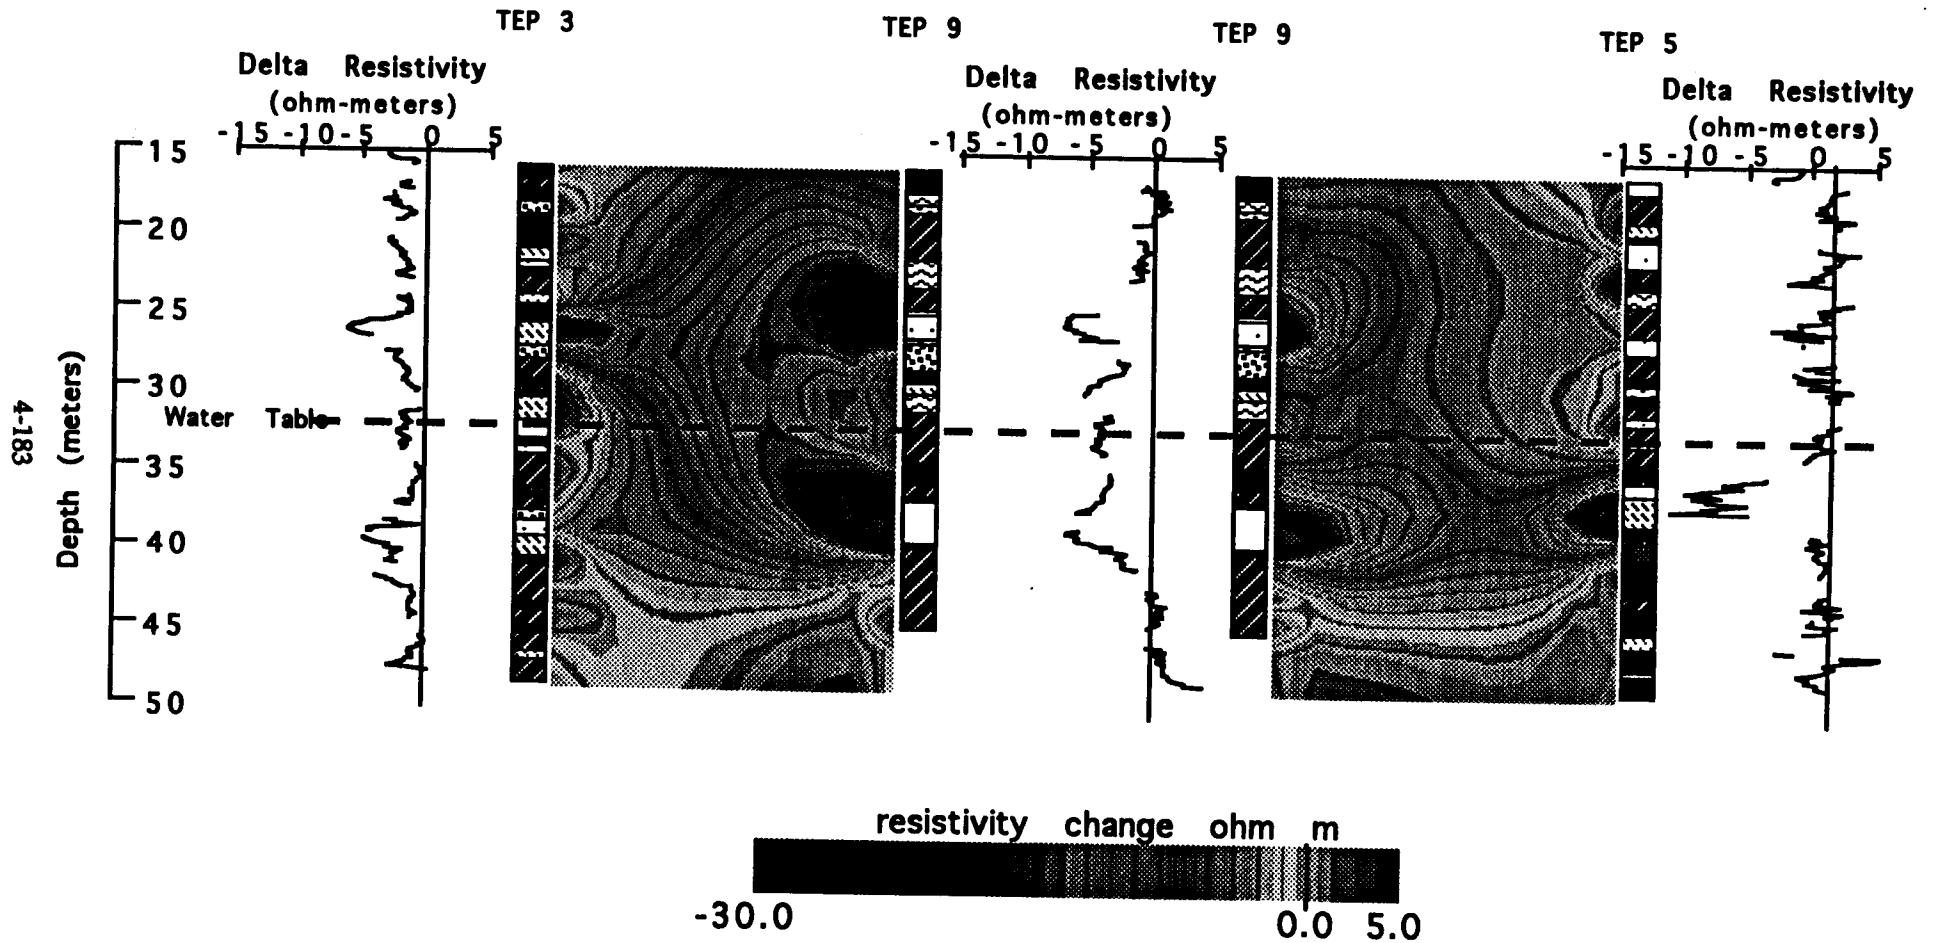 TEP 3
TEP 9
TEP 9
TEP 5
Delta Resistivity
(ohm-meters)
-15 -10 -5 0 5
Delta Resistivity
(ohm-meters)
-15 -10 -5 0 5
Delta Resistivity
(ohm-meters)
-15 -10 -5 0 5
15
20
25
30
35
40
45
50
Depth (meters)
Water Table
4-183
resistivity change ohm m
-30.0 0.0 5.0